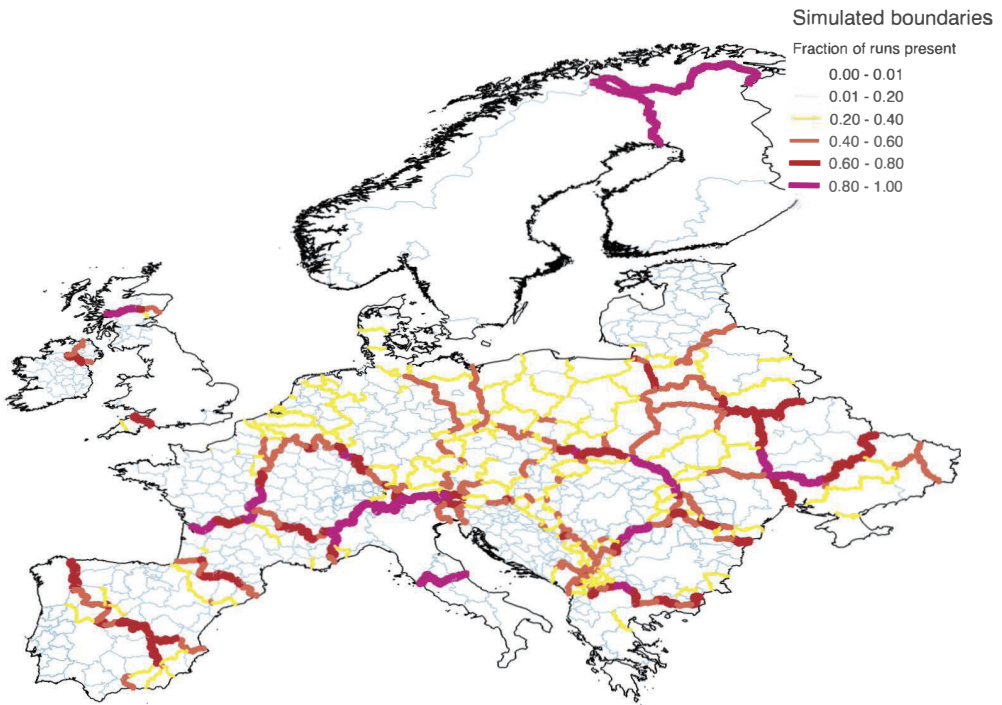 Simulated boundaries
Fraction of runs present
0.00 - 0.01
0.01 - 0.20
0.20 - 0.40
0.40 - 0.60
0.60 - 0.80
0.80 - 1.00